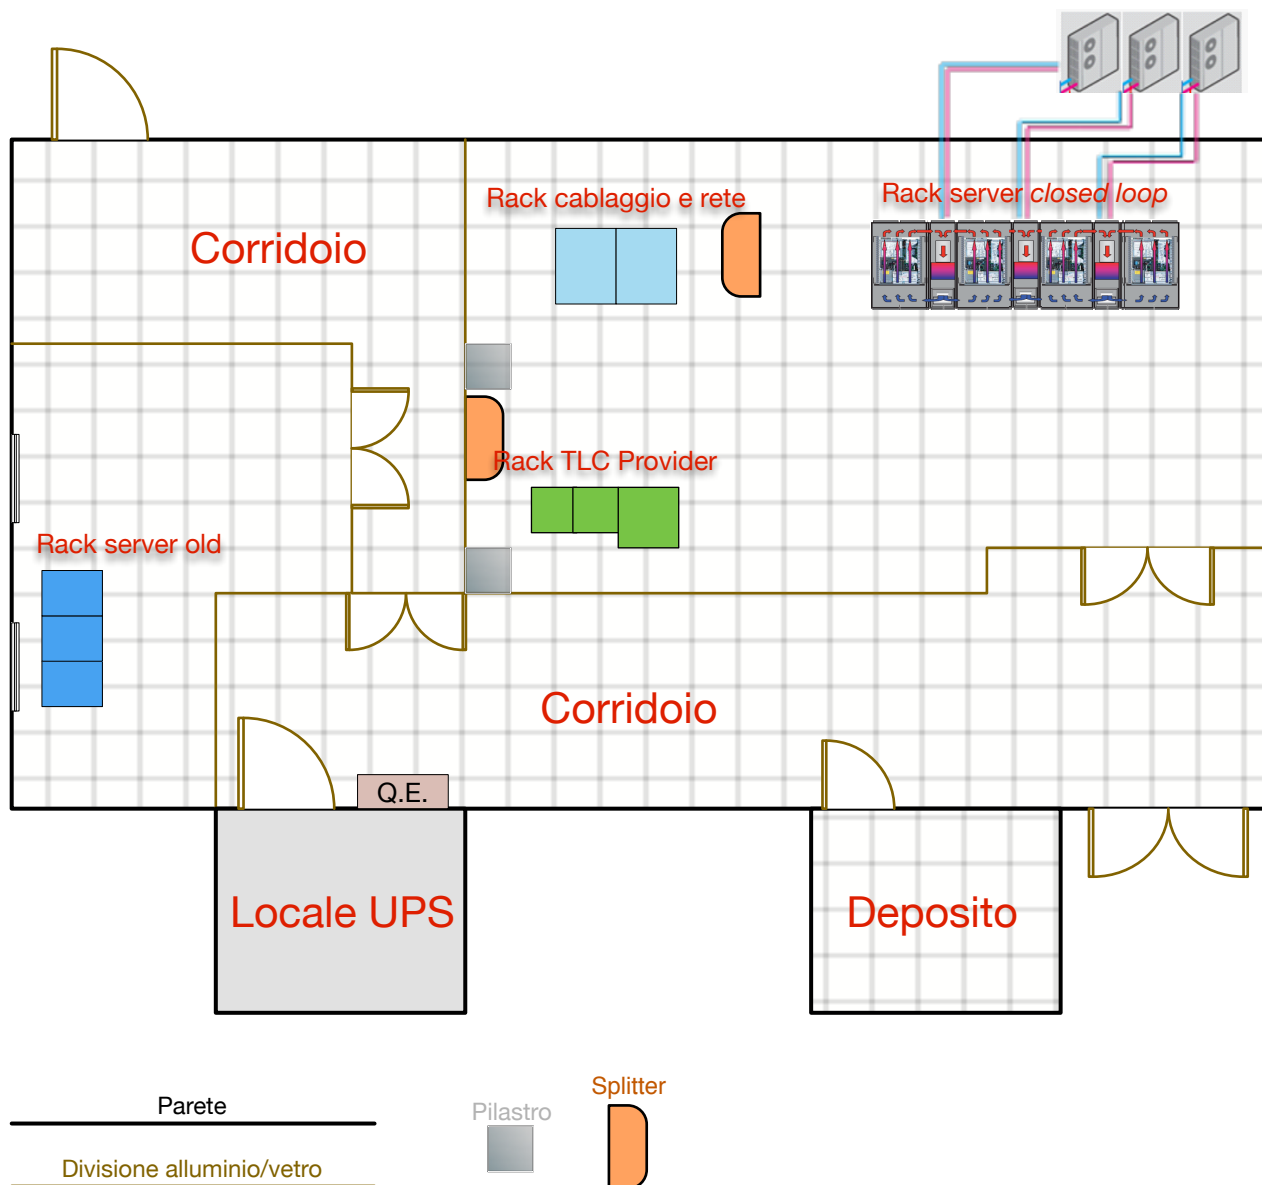 Rack cablaggio e rete
Rack server closed loop
Corridoio
Rack TLC Provider
Rack server old
Corridoio
Q.E.
Locale UPS
Deposito
Splitter
Parete
Pilastro
Divisione alluminio/vetro